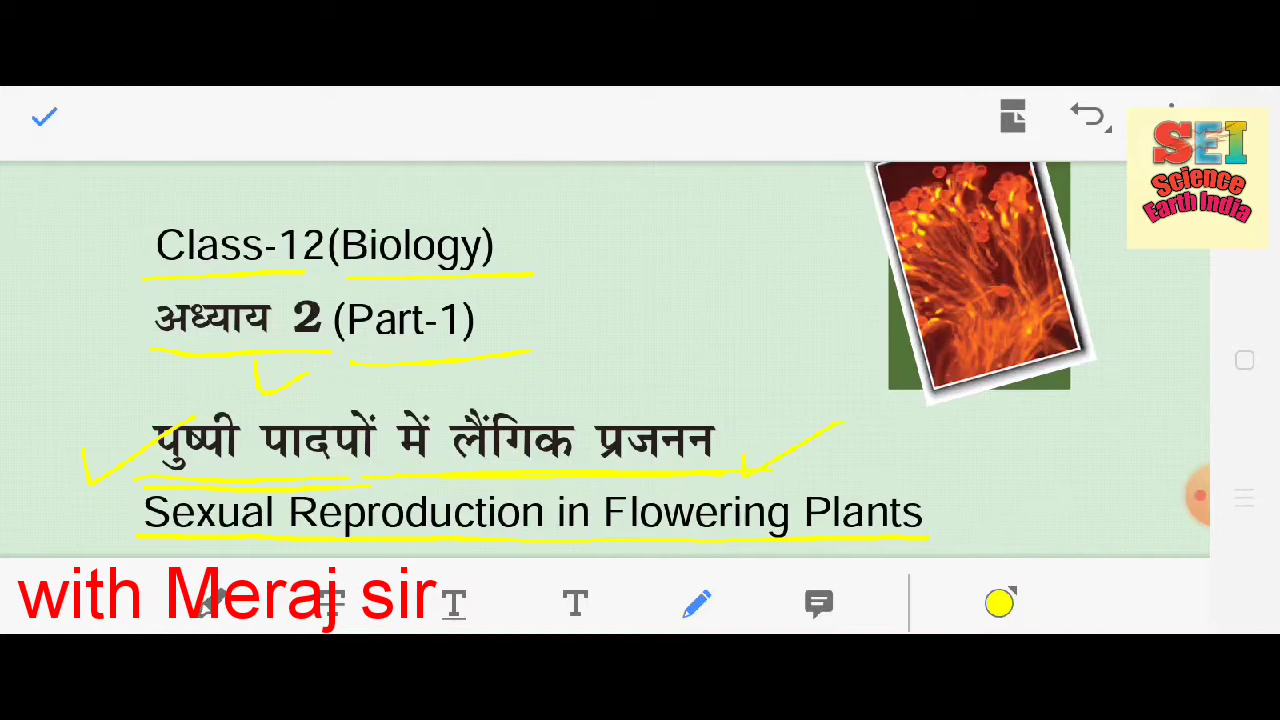 SEI
Science
Earth India
Class-12(Biology)
अध्याय 2 (Part-1)
पुष्पी पादपों में लैंगिक प्रजनन
Sexual Reproduction in Flowering Plants
with Meraj sir
T T T